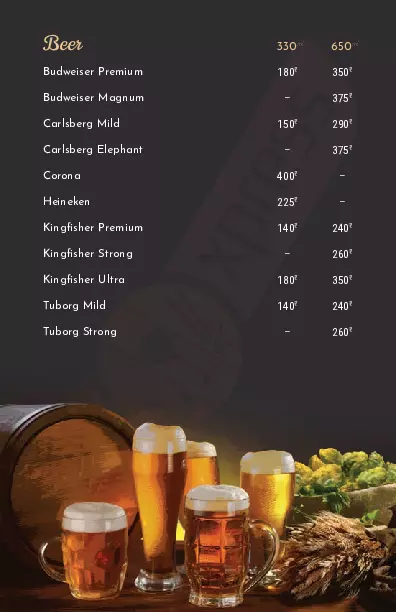 Beer 330ml 650ml
Budweiser Premium 180₹ 350₹
Budweiser Magnum – 375₹
Carlsberg Mild 150₹ 290₹
Carlsberg Elephant – 375₹
Corona 400₹ –
Heineken 225₹ –
Kingfisher Premium 140₹ 240₹
Kingfisher Strong – 260₹
Kingfisher Ultra 180₹ 350₹
Tuborg Mild 140₹ 240₹
Tuborg Strong – 260₹